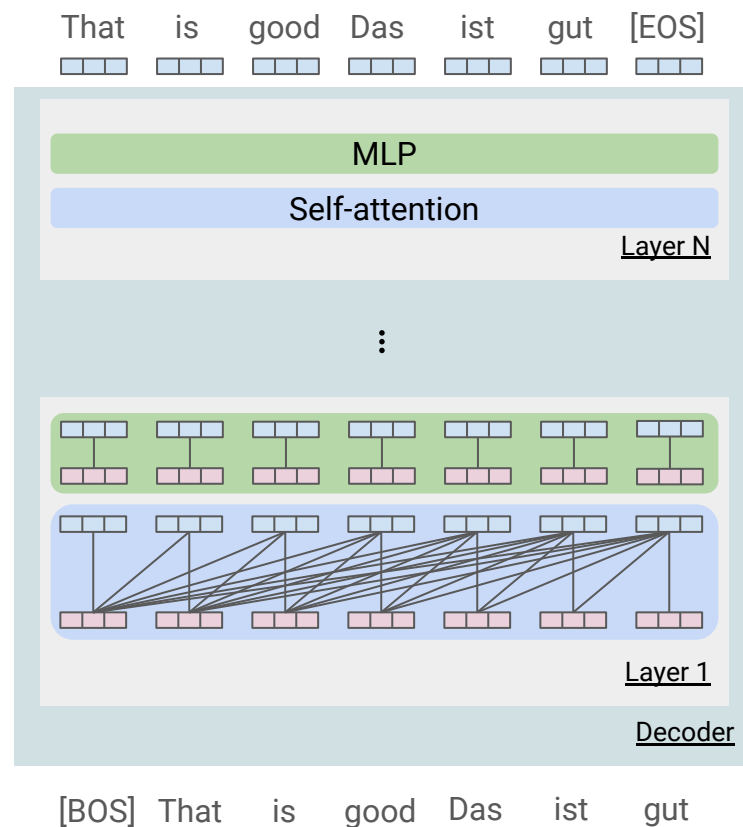 That is good Das ist gut [EOS]
MLP
Self-attention
Layer N
Layer 1
Decoder
[BOS] That is good Das ist gut